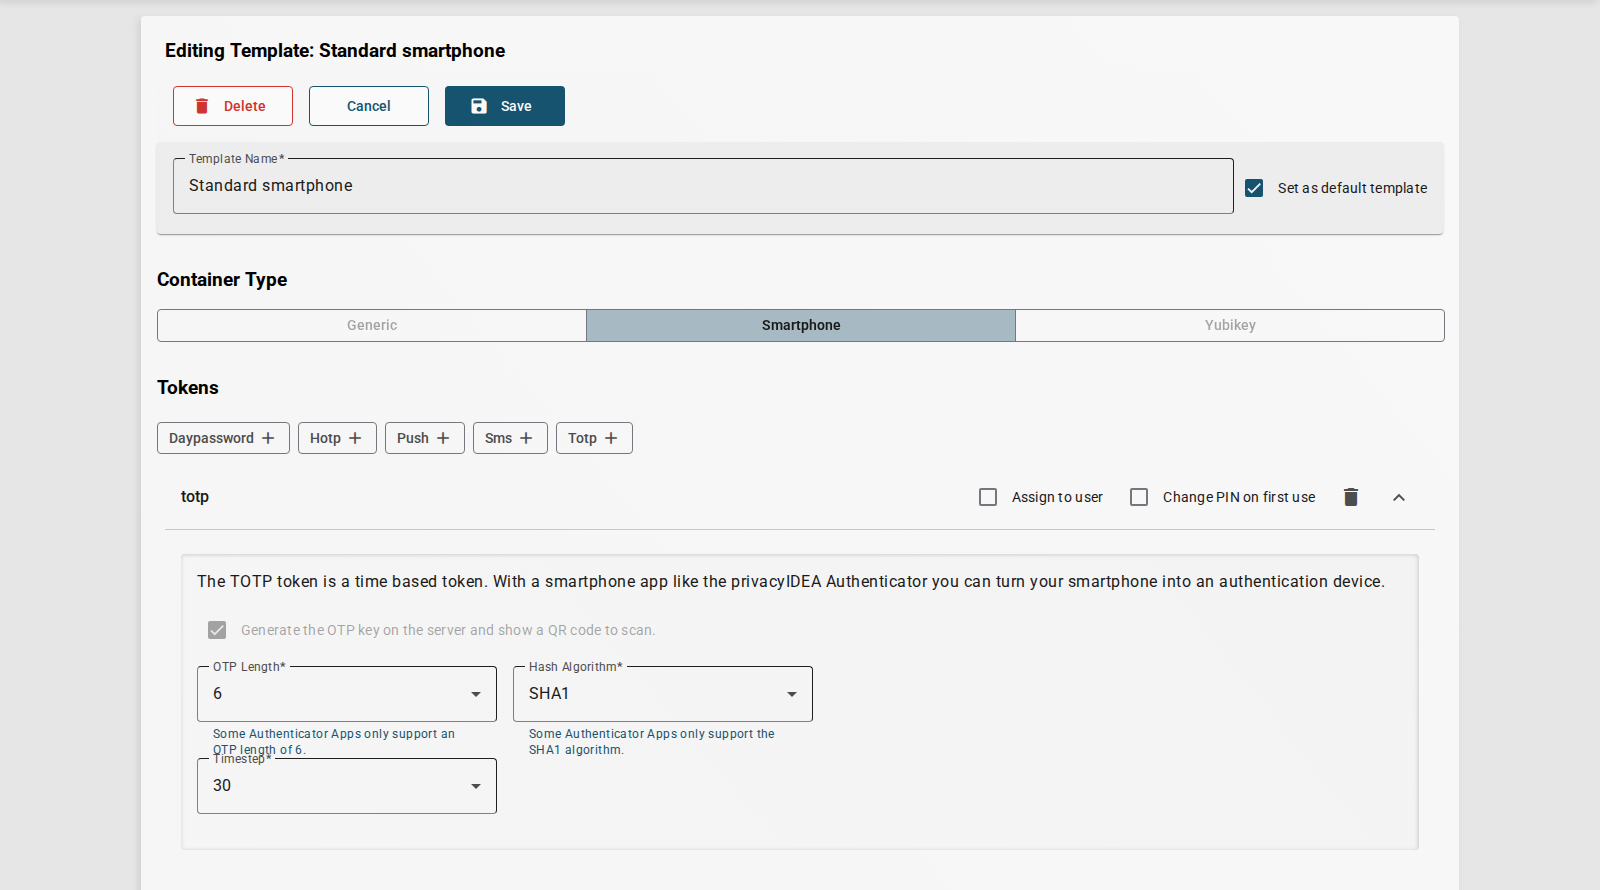 Editing Template: Standard smartphone
Delete
Cancel
Save
Template Name*
Standard smartphone
Set as default template
Container Type
Generic
Smartphone
Yubikey
Tokens
Daypassword
Hotp
Push
Sms
Totp
totp
Assign to user
Change PIN on first use
The TOTP token is a time based token. With a smartphone app like the privacyIDEA Authenticator you can turn your smartphone into an authentication device.
Generate the OTP key on the server and show a QR code to scan.
OTP Length*
6
Some Authenticator Apps only support an
OTP length of 6.
Hash Algorithm*
SHA1
Some Authenticator Apps only support the
SHA1 algorithm.
Timestep*
30